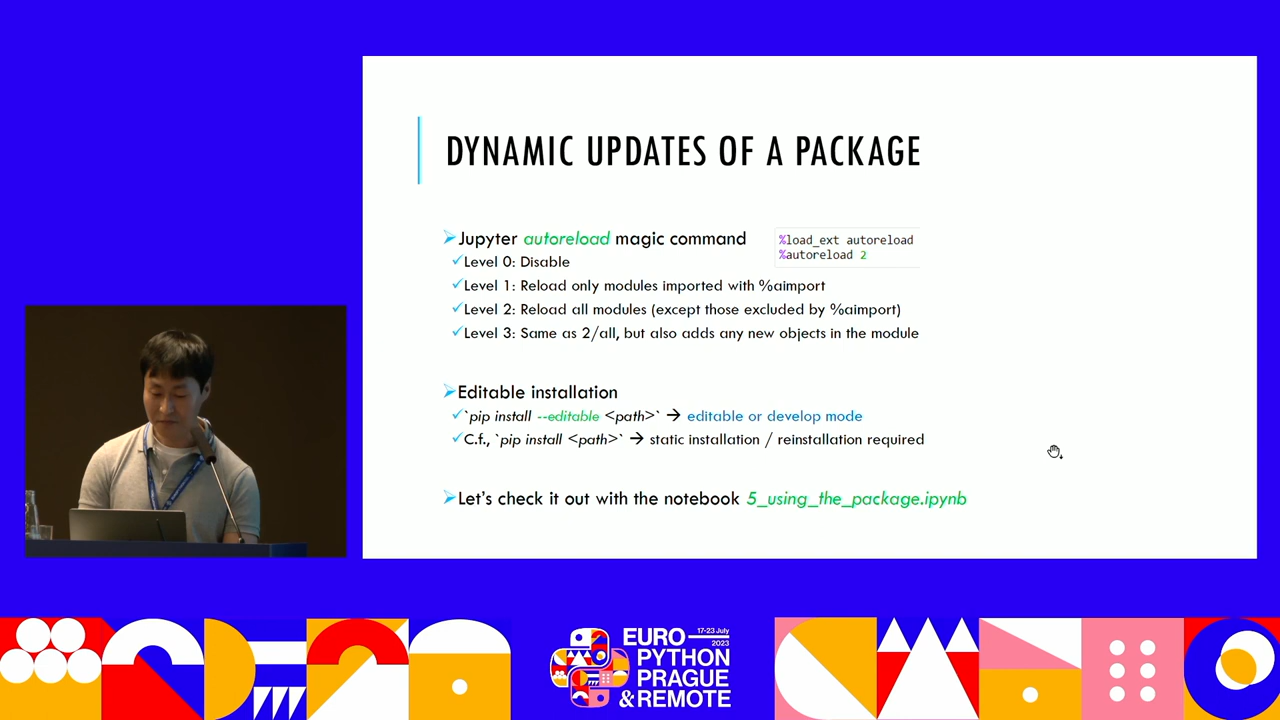 DYNAMIC UPDATES OF A PACKAGE
Jupyter autoreload magic command
%load_ext autoreload
%autoreload 2
Level 0: Disable
Level 1: Reload only modules imported with %aimport
Level 2: Reload all modules (except those excluded by %aimport)
Level 3: Same as 2/all, but also adds any new objects in the module
Editable installation
`pip install --editable <path>` → editable or develop mode
C.f., `pip install <path>` → static installation / reinstallation required
Let's check it out with the notebook 5_using_the_package.ipynb
17-23 July
2023
EURO
PYTHON
PRAGUE
& REMOTE